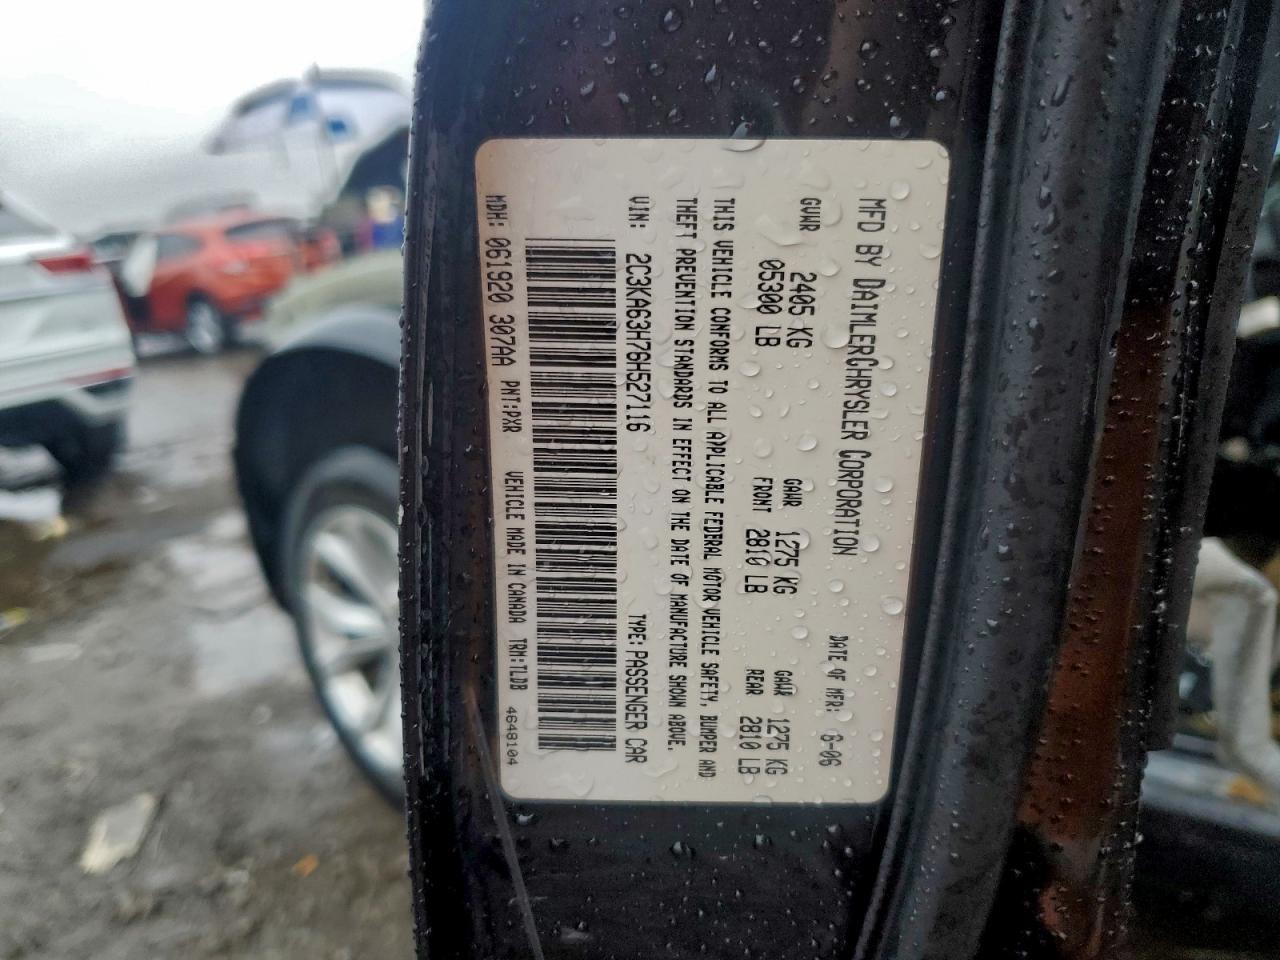 MFD BY DAIMLERCHRYSLER CORPORATION DATE OF MFR: 6-06
GVWR 2405 KG GAWR 1275 KG GAWR 1275 KG
05300 LB FRONT 2810 LB REAR 2810 LB
THIS VEHICLE CONFORMS TO ALL APPLICABLE FEDERAL MOTOR VEHICLE SAFETY, BUMPER AND
THEFT PREVENTION STANDARDS IN EFFECT ON THE DATE OF MANUFACTURE SHOWN ABOVE.
VIN: 2C3KA63H76H527116 TYPE: PASSENGER CAR
MDH: 061920 307AA PNT:PXR VEHICLE MADE IN CANADA TRM:TLDB 4648104